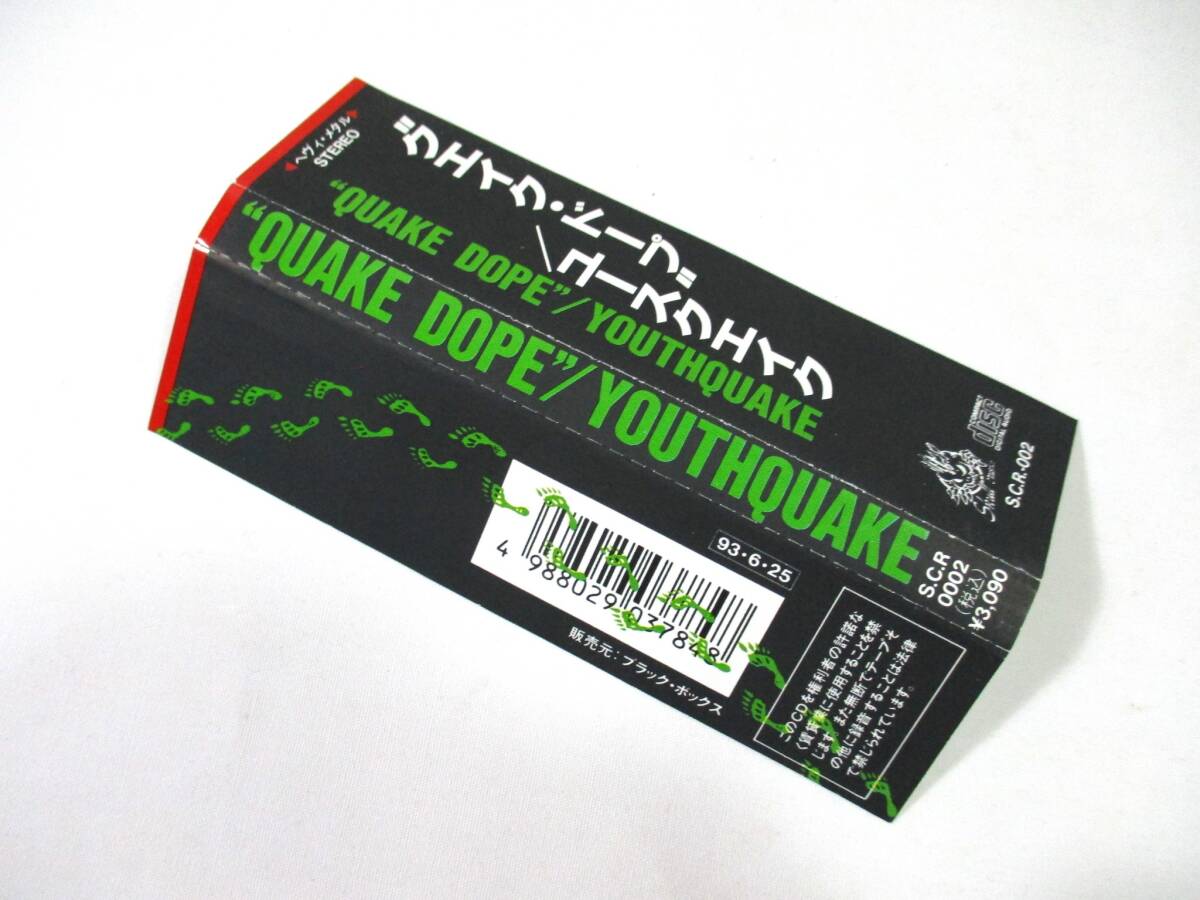 ◆ヘヴィ・メタル◆
STEREO
クエイク・ドープ
/ユースクエイク
"QUAKE DOPE"/YOUTHQUAKE
COMPACT
disc
DIGITAL AUDIO
S.C.R-002
"QUAKE DOPE"/YOUTHQUAKE
S.C.R
0002
(税込)
¥3,090
93・6・25
4 988029 037848
販売元:ブラック・ボックス
このCDを権利者の許諾な
く賃貸業に使用することを禁
じます。また無断でテープそ
の他に録音することは法律
で禁じられています。